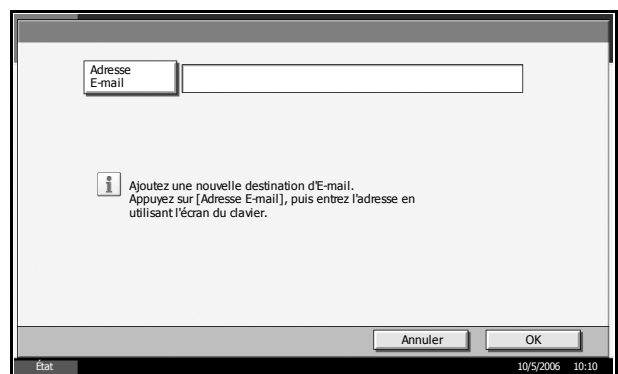 Adresse
E-mail
Ajoutez une nouvelle destination d'E-mail.
Appuyez sur [Adresse E-mail], puis entrez l'adresse en
utilisant l'écran du clavier.
Annuler
OK
État
10/5/2006 10:10